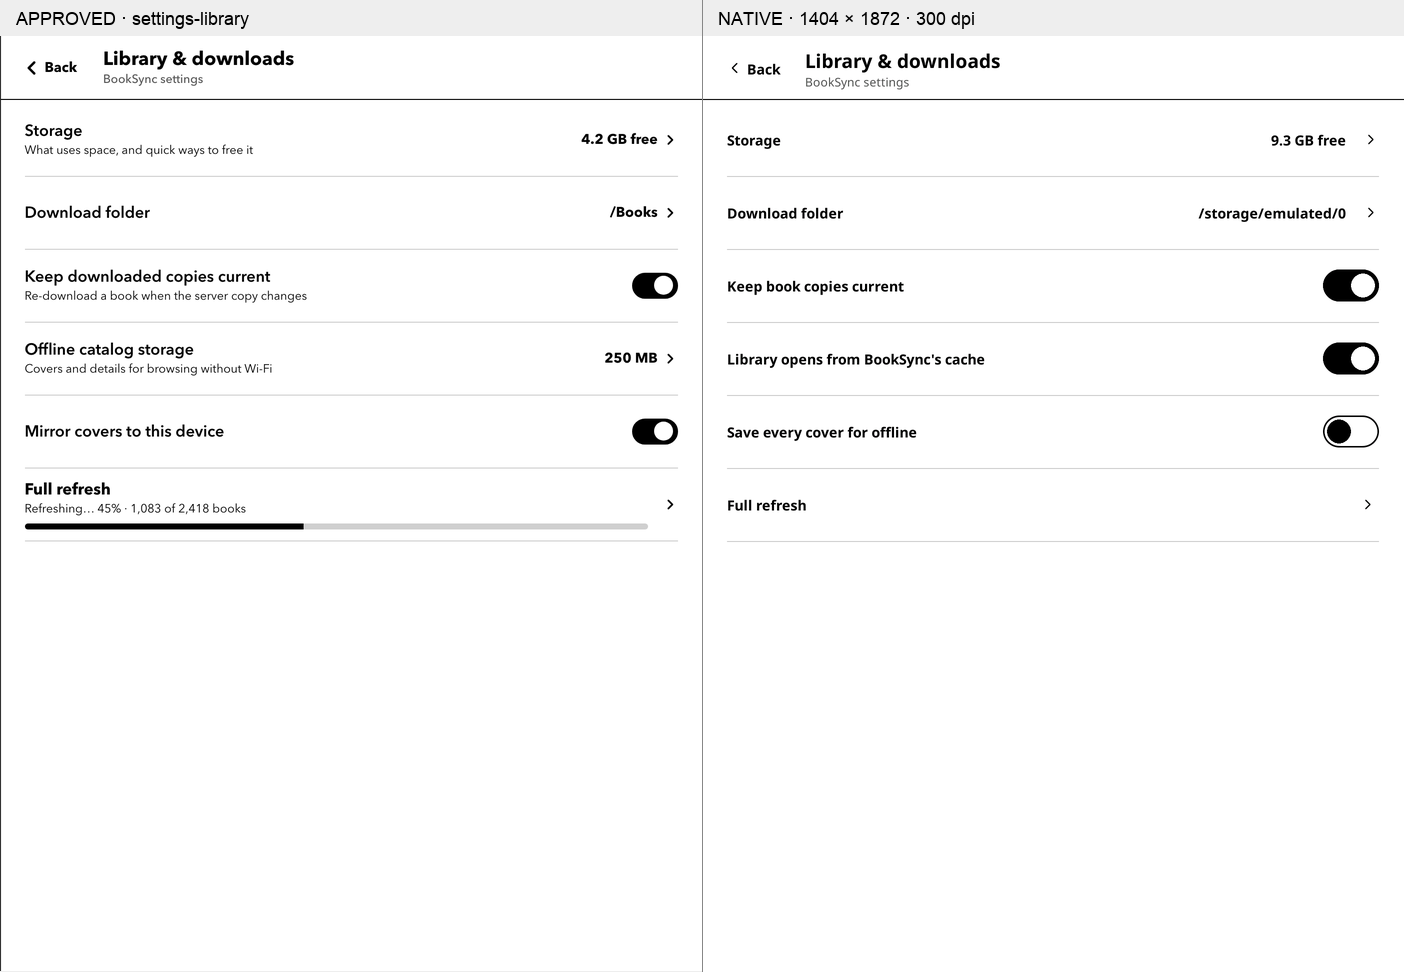 APPROVED · settings-library
Back
Library & downloads
BookSync settings
Storage
What uses space, and quick ways to free it
4.2 GB free
Download folder
/Books
Keep downloaded copies current
Re-download a book when the server copy changes
Offline catalog storage
Covers and details for browsing without Wi-Fi
250 MB
Mirror covers to this device
Full refresh
Refreshing... 45% · 1,083 of 2,418 books
NATIVE · 1404 × 1872 · 300 dpi
Back
Library & downloads
BookSync settings
Storage
9.3 GB free
Download folder
/storage/emulated/0
Keep book copies current
Library opens from BookSync's cache
Save every cover for offline
Full refresh